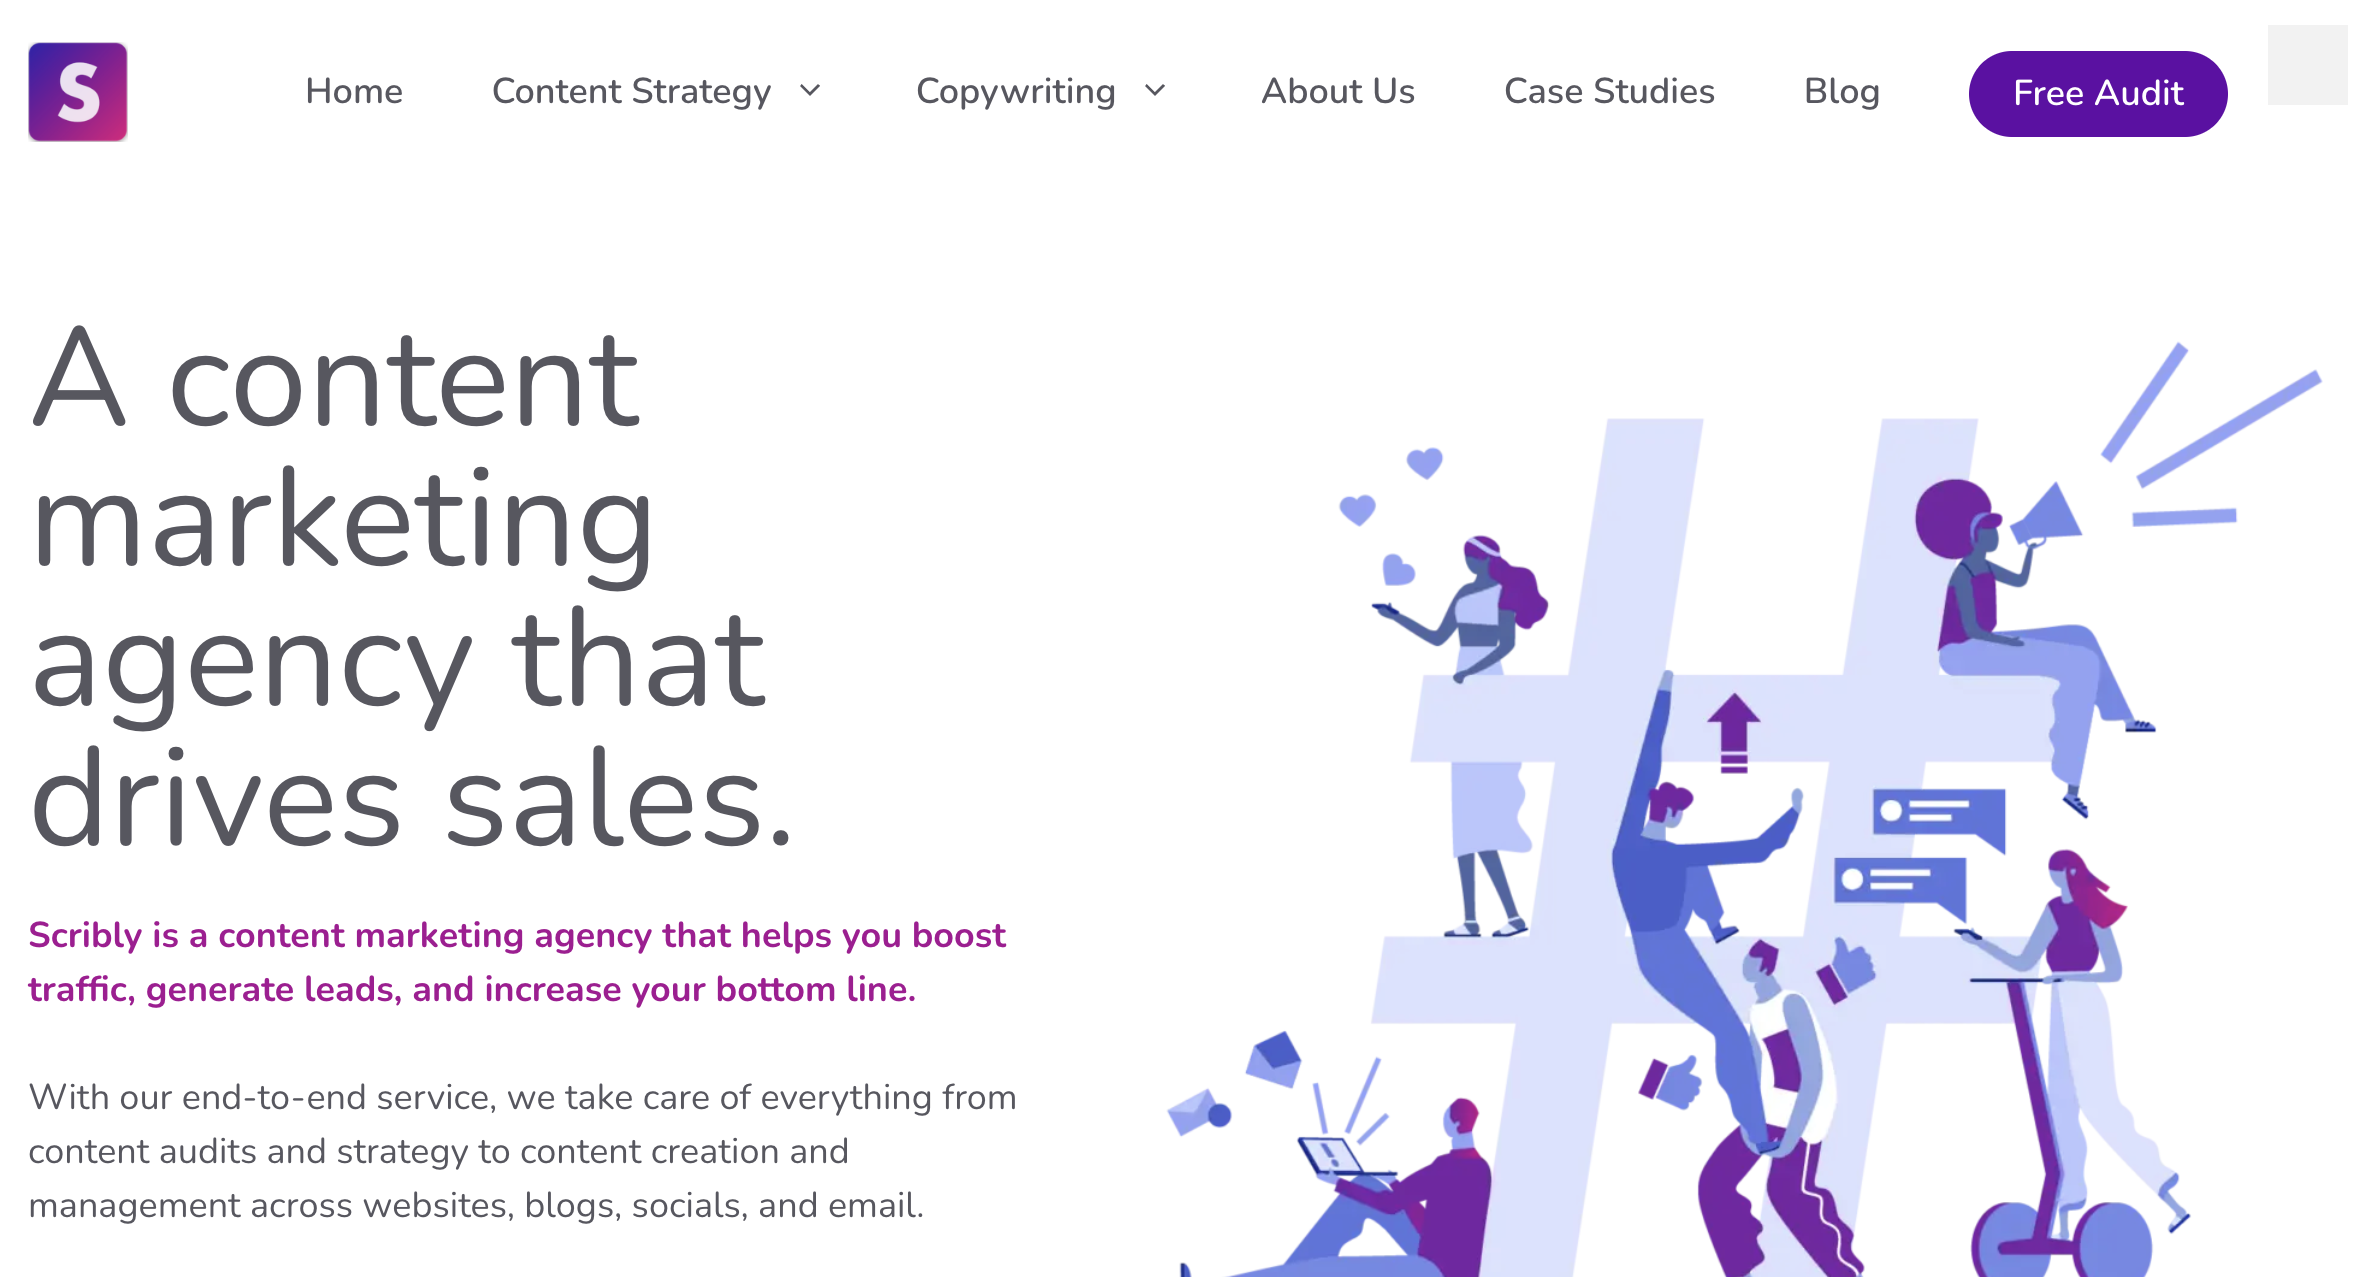 S
Home
Content Strategy
Copywriting
About Us
Case Studies
Blog
Free Audit
A content
marketing
agency that
drives sales.
Scribly is a content marketing agency that helps you boost
traffic, generate leads, and increase your bottom line.
With our end-to-end service, we take care of everything from
content audits and strategy to content creation and
management across websites, blogs, socials, and email.